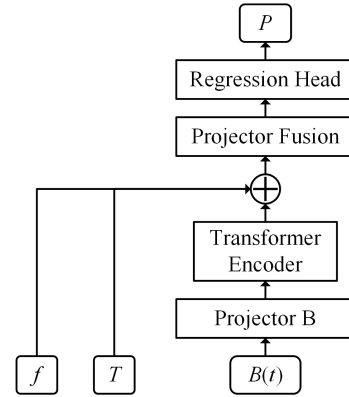 P
Regression Head
Projector Fusion
Transformer
Encoder
Projector B
f
T
B(t)